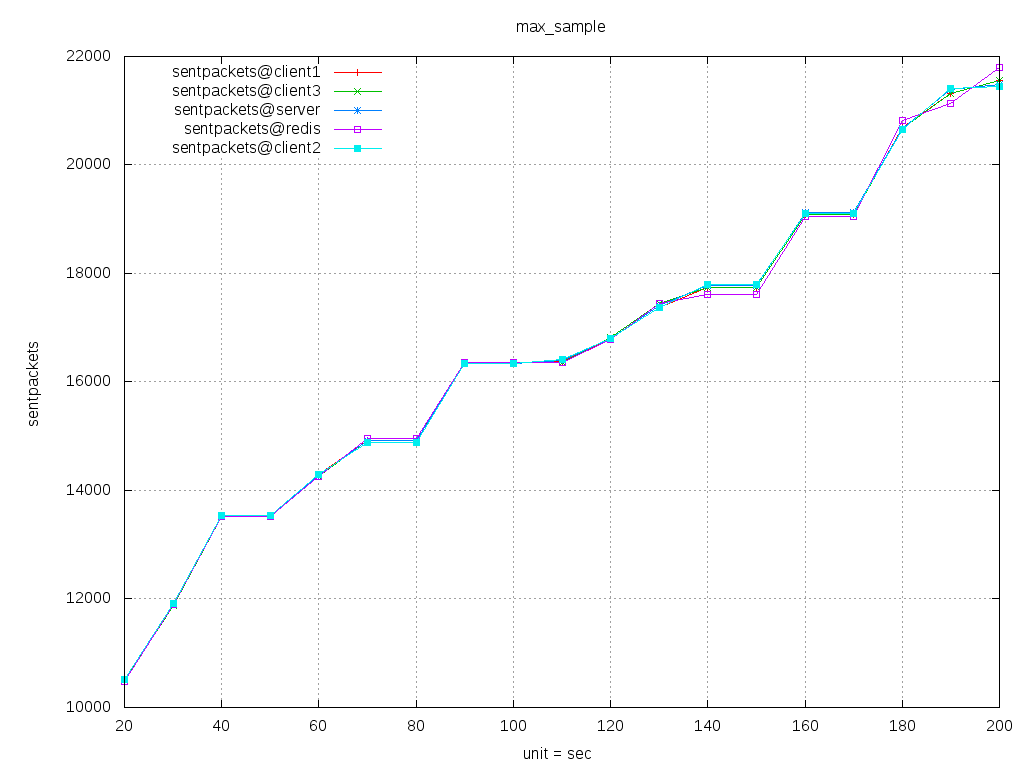 max_sample
22000
20000
18000
16000
14000
12000
10000
sentpackets
sentpackets@client1
sentpackets@client3
sentpackets@server
sentpackets@redis
sentpackets@client2
20 40 60 80 100 120 140 160 180 200
unit = sec